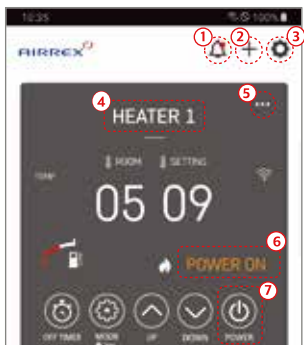 10:35
100%
AIRREX
1 2 3
4 5
HEATER 1
ROOM SETTING
TEMP
05 09
6
POWER ON
7
OFF TIMER MODE UP DOWN POWER